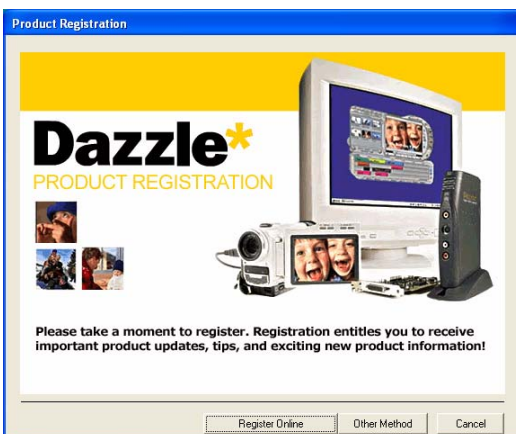 Product Registration
Dazzle*
PRODUCT REGISTRATION
Please take a moment to register. Registration entitles you to receive
important product updates, tips, and exciting new product information!
Register Online
Other Method
Cancel